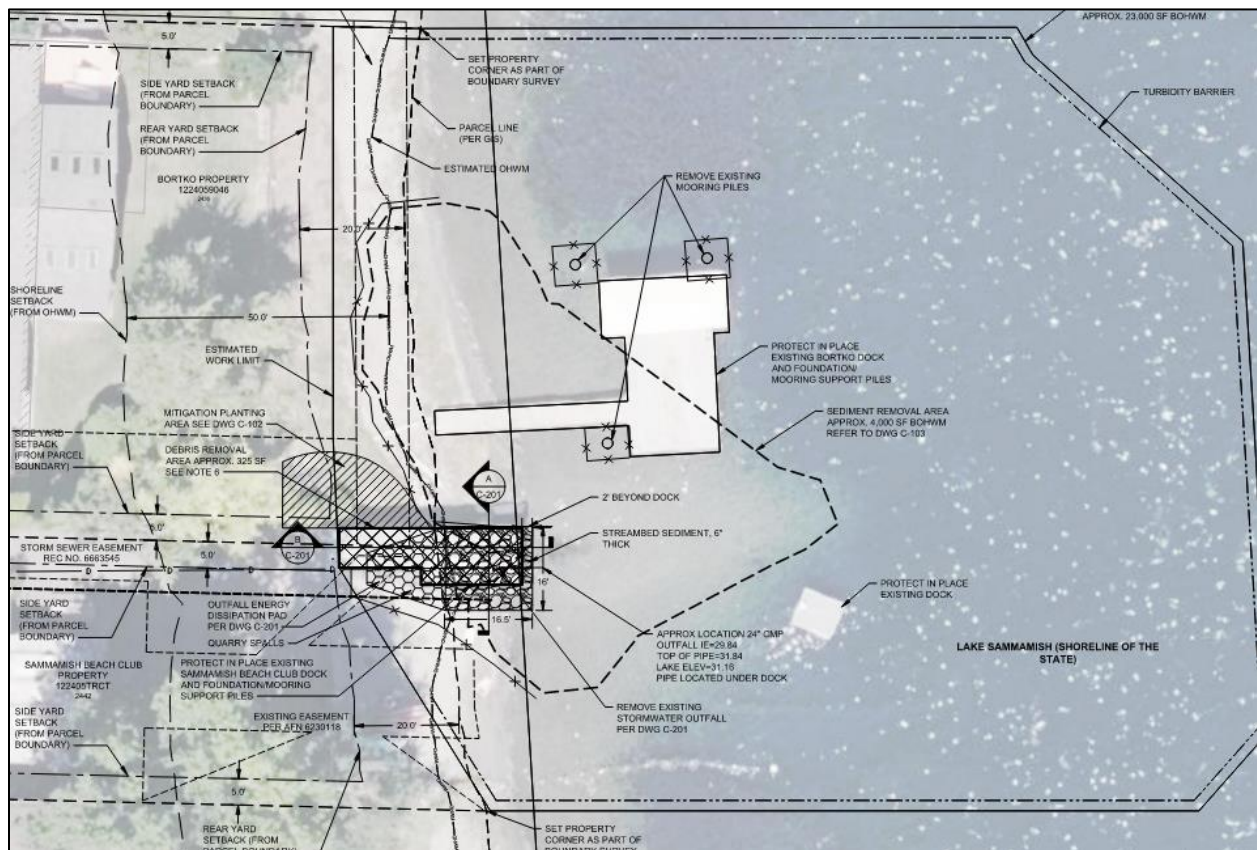 APPROX. 23,000 SF BOHWM
5.0'
SET PROPERTY
CORNER AS PART OF
BOUNDARY SURVEY
SIDE YARD SETBACK
(FROM PARCEL
BOUNDARY)
TURBIDITY BARRIER
REAR YARD SETBACK
(FROM PARCEL
BOUNDARY)
PARCEL LINE
(PER GIS)
ESTIMATED OHWM
BORTKO PROPERTY
1224059046
REMOVE EXISTING
MOORING PILES
20.0'
SHORELINE
SETBACK
(FROM OHWM)
50.0'
ESTIMATED
WORK LIMIT
PROTECT IN PLACE
EXISTING BORTKO DOCK
AND FOUNDATION/
MOORING SUPPORT PILES
MITIGATION PLANTING
AREA SEE DWG C-102
SEDIMENT REMOVAL AREA
APPROX. 4,000 SF BOHWM
REFER TO DWG C-103
SIDE YARD
SETBACK
(FROM PARCEL
BOUNDARY)
DEBRIS REMOVAL
AREA APPROX. 325 SF
SEE NOTE 6
A
C-201
2' BEYOND DOCK
5.0'
STREAMBED SEDIMENT, 6"
THICK
B
C-201
STORM SEWER EASEMENT
REC NO. 6663545
5.0'
D D D D
16'
PROTECT IN PLACE
EXISTING DOCK
SIDE YARD
SETBACK
(FROM PARCEL
BOUNDARY)
OUTFALL ENERGY
DISSIPATION PAD
PER DWG C-201
16.5'
QUARRY SPALLS
APPROX LOCATION 24" CMP
OUTFALL IE=29.84
TOP OF PIPE=31.84
LAKE ELEV=31.16
PIPE LOCATED UNDER DOCK
LAKE SAMMAMISH (SHORELINE OF THE
STATE)
SAMMAMISH BEACH CLUB
PROPERTY
122405TRCT
2442
PROTECT IN PLACE EXISTING
SAMMAMISH BEACH CLUB DOCK
AND FOUNDATION/MOORING
SUPPORT PILES
REMOVE EXISTING
STORMWATER OUTFALL
PER DWG C-201
SIDE YARD
SETBACK
(FROM PARCEL
BOUNDARY)
EXISTING EASEMENT
PER AFN 6230118
20.0'
5.0'
REAR YARD
SETBACK (FROM
PARCEL BOUNDARY)
SET PROPERTY
CORNER AS PART OF
BOUNDARY SURVEY